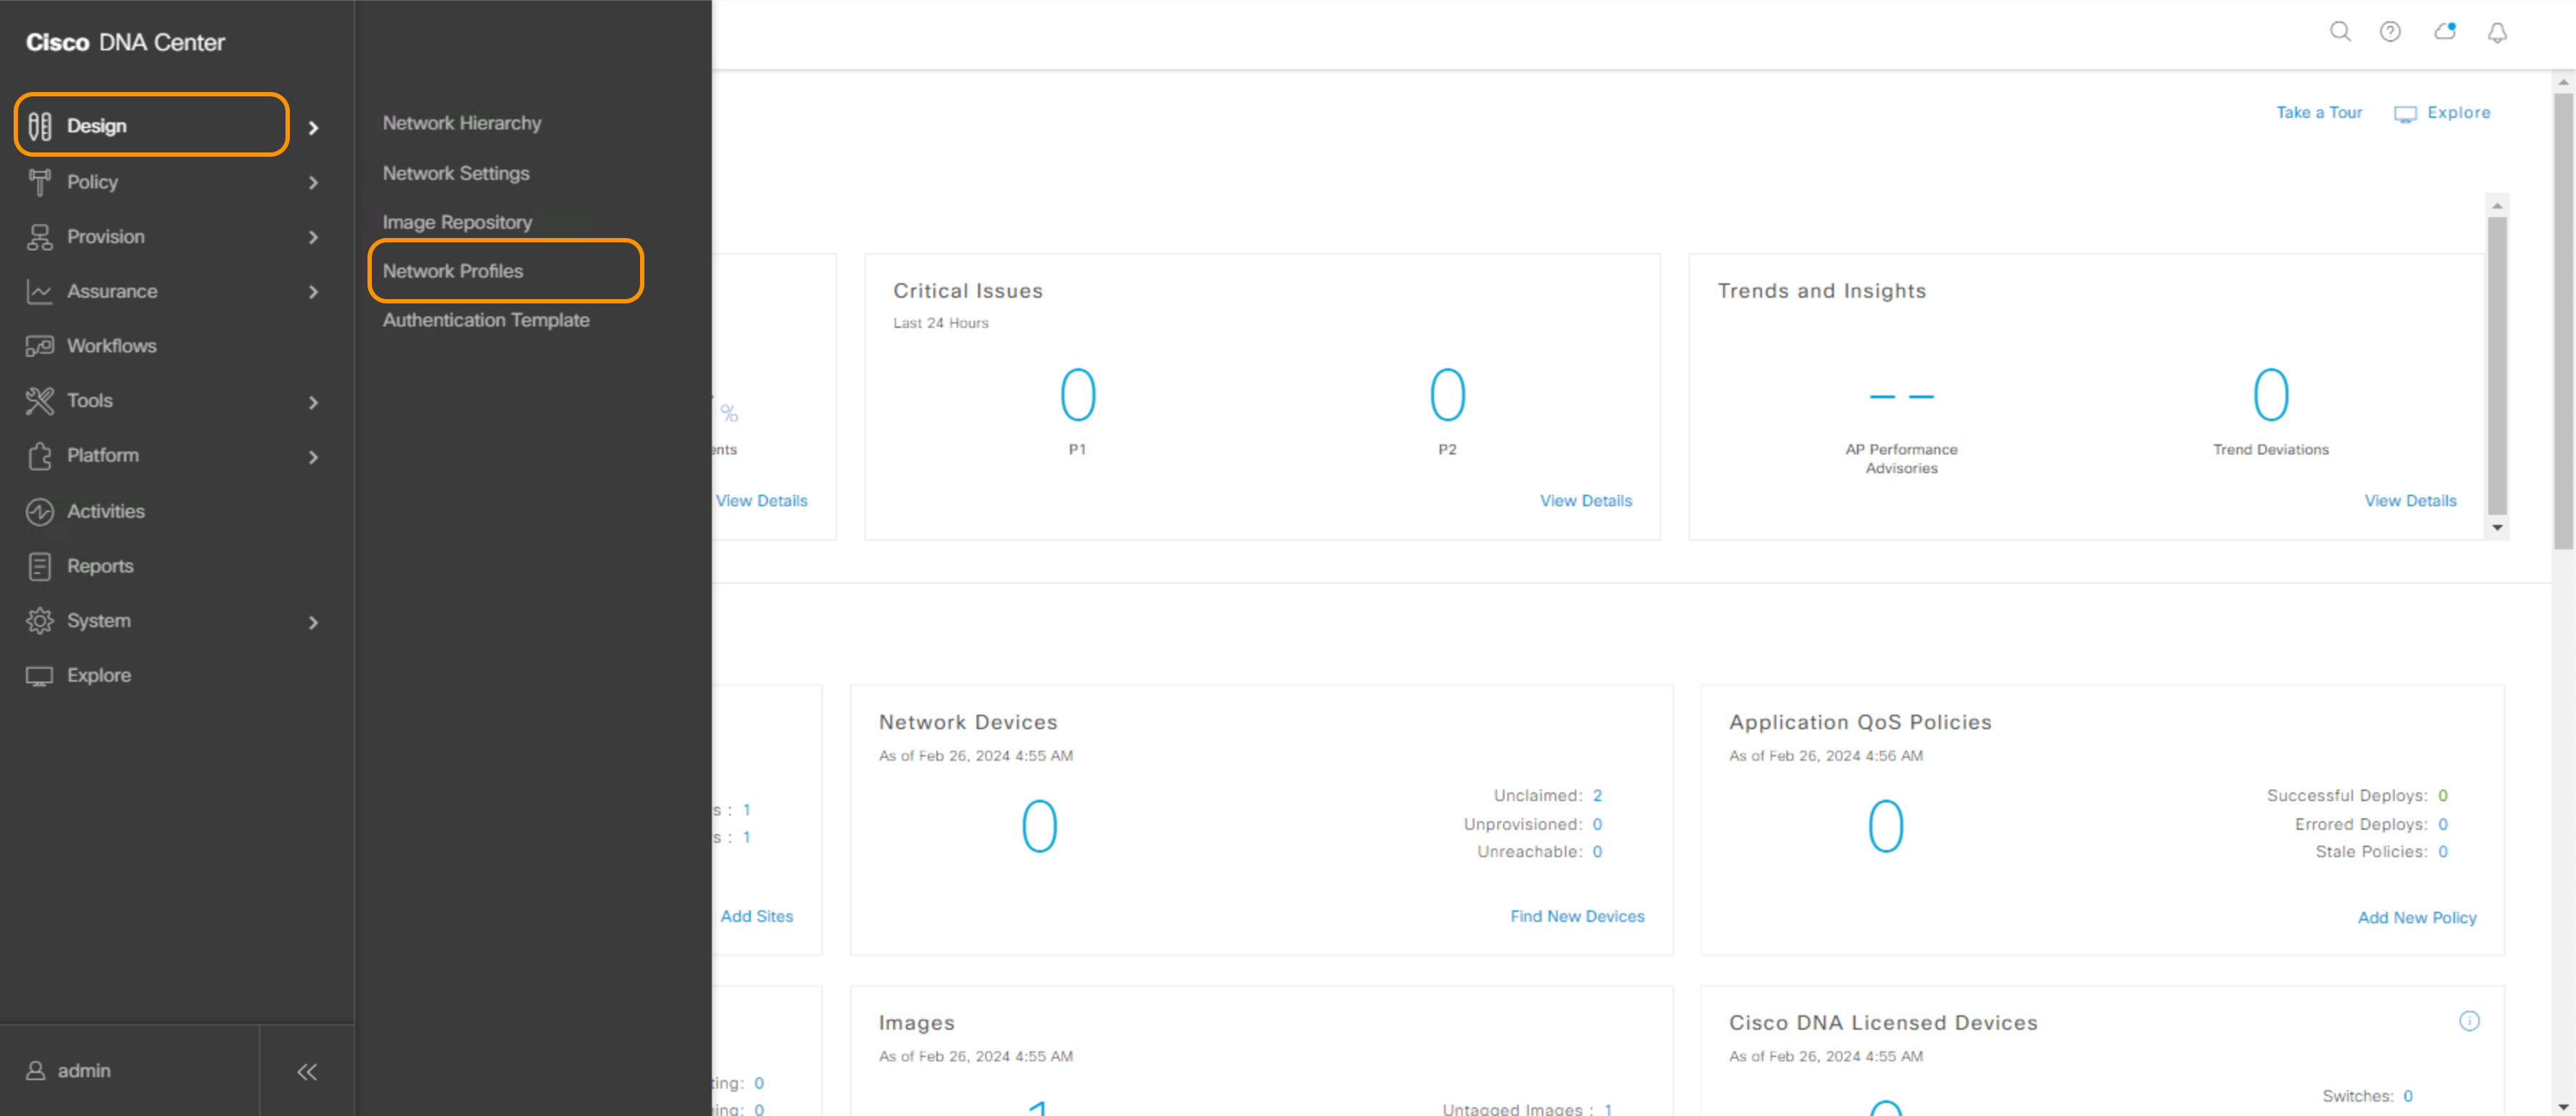 Cisco DNA Center
Design
Policy
Provision
Assurance
Workflows
Tools
Platform
Activities
Reports
System
Explore
admin
Network Hierarchy
Network Settings
Image Repository
Network Profiles
Authentication Template
Take a Tour
Explore
%
ents
View Details
Critical Issues
Last 24 Hours
0
P1
0
P2
View Details
Trends and Insights
--
AP Performance
Advisories
0
Trend Deviations
View Details
s : 1
s : 1
Add Sites
Network Devices
As of Feb 26, 2024 4:55 AM
0
Unclaimed: 2
Unprovisioned: 0
Unreachable: 0
Find New Devices
Application QoS Policies
As of Feb 26, 2024 4:56 AM
0
Successful Deploys: 0
Errored Deploys: 0
Stale Policies: 0
Add New Policy
ting: 0
ing: 0
Images
As of Feb 26, 2024 4:55 AM
1
Untagged Images : 1
Cisco DNA Licensed Devices
As of Feb 26, 2024 4:55 AM
0
Switches: 0